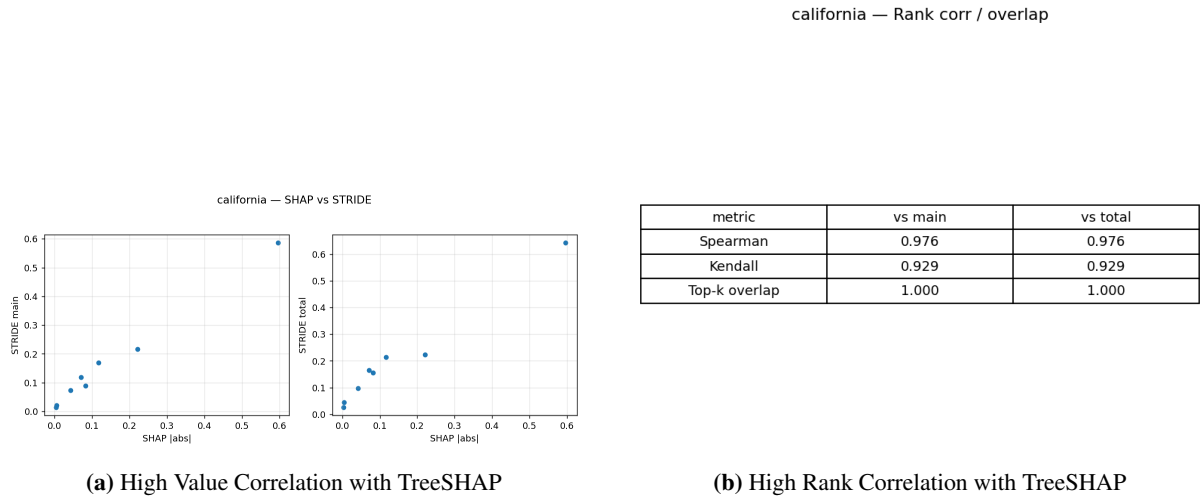 california — Rank corr / overlap
california — SHAP vs STRIDE
0.6
0.5
0.4
0.3
0.2
0.1
0.0
STRIDE main
0.0 0.1 0.2 0.3 0.4 0.5 0.6
SHAP |abs|
0.6
0.5
0.4
0.3
0.2
0.1
0.0
STRIDE total
0.0 0.1 0.2 0.3 0.4 0.5 0.6
SHAP |abs|
metric vs main vs total
Spearman 0.976 0.976
Kendall 0.929 0.929
Top-k overlap 1.000 1.000
(a) High Value Correlation with TreeSHAP
(b) High Rank Correlation with TreeSHAP